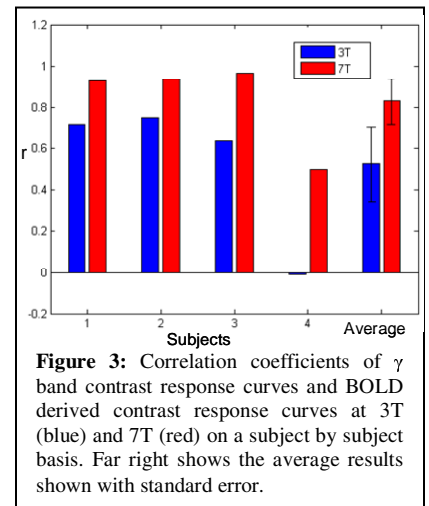 1.2
1
0.8
0.6
0.4
0.2
0
-0.2
r
3T
7T
1 2 3 4 Average
Subjects
Figure 3: Correlation coefficients of γ
band contrast response curves and BOLD
derived contrast response curves at 3T
(blue) and 7T (red) on a subject by subject
basis. Far right shows the average results
shown with standard error.